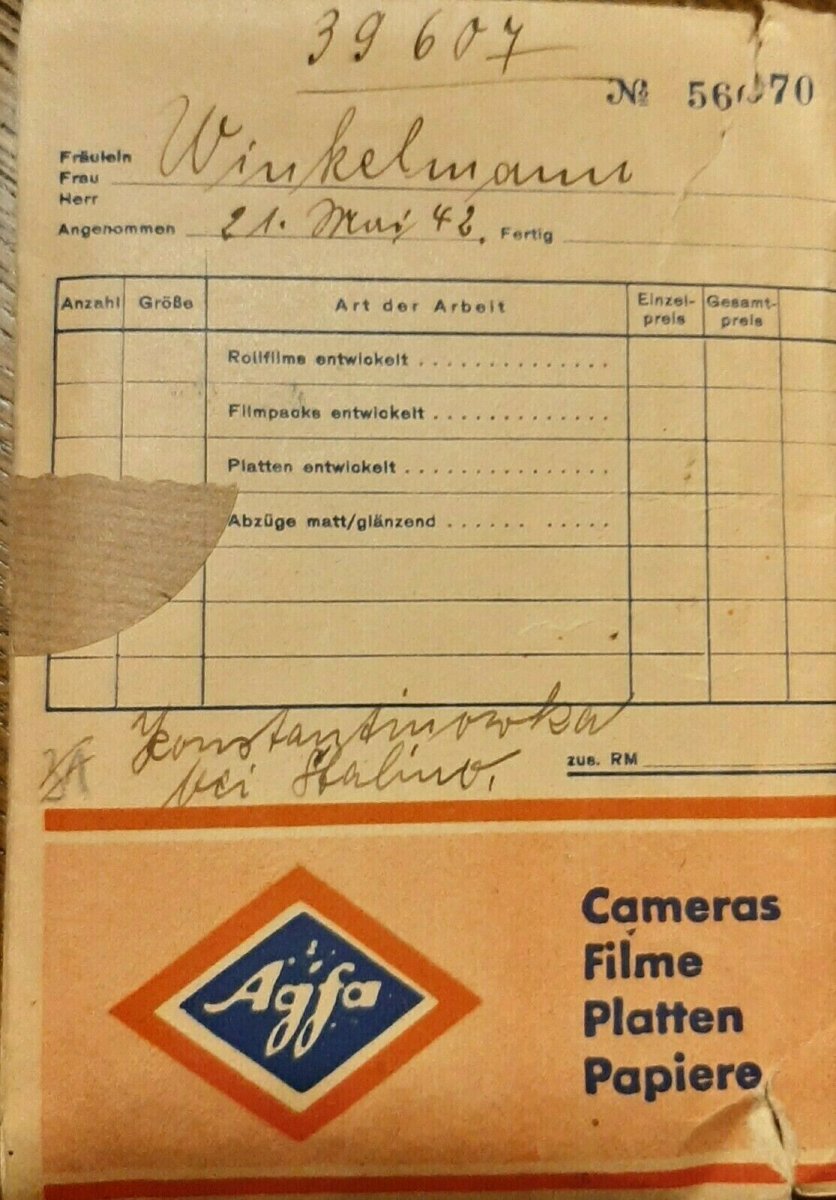 39607
№ 56 70
Fräulein
Frau
Herr
Winkelmann
Angenommen 21. Mai 42. Fertig
Anzahl Größe Art der Arbeit Einzel-preis Gesamt-preis
Rollfilme entwickelt . . . . . . . . . . . . . .
Filmpacks entwickelt . . . . . . . . . . . . .
Platten entwickelt . . . . . . . . . . . . . . .
Abzüge matt/glänzend . . . . . . . . . . .
Konstantinowka
bei Stalino.
zus. RM
Agfa
Cameras
Filme
Platten
Papiere